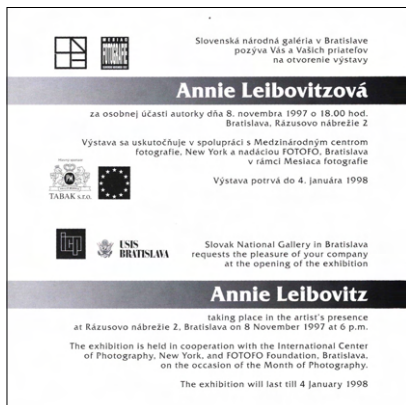 Slovenská národná galéria v Bratislave
pozýva Vás a Vašich priateľov
na otvorenie výstavy
FOTOGRAFIE
Annie Leibovitzová
za osobnej účasti autorky dňa 8. novembra 1997 o 18.00 hod.
Bratislava, Rázusovo nábrežie 2
Výstava sa uskutočňuje v spolupráci s Medzinárodným centrom
fotografie, New York a nadáciou FOTOFO, Bratislava
v rámci Mesiaca fotografie
TABAK s.r.o.
Výstava potrvá do 4. januára 1998
icp
USIS
BRATISLAVA
Slovak National Gallery in Bratislava
requests the pleasure of your company
at the opening of the exhibition
Annie Leibovitz
taking place in the artist's presence
at Rázusovo nábrežie 2, Bratislava on 8 November 1997 at 6 p.m.
The exhibition is held in cooperation with the International Center
of Photography, New York, and FOTOFO Foundation, Bratislava,
on the occasion of the Month of Photography.
The exhibition will last till 4 January 1998